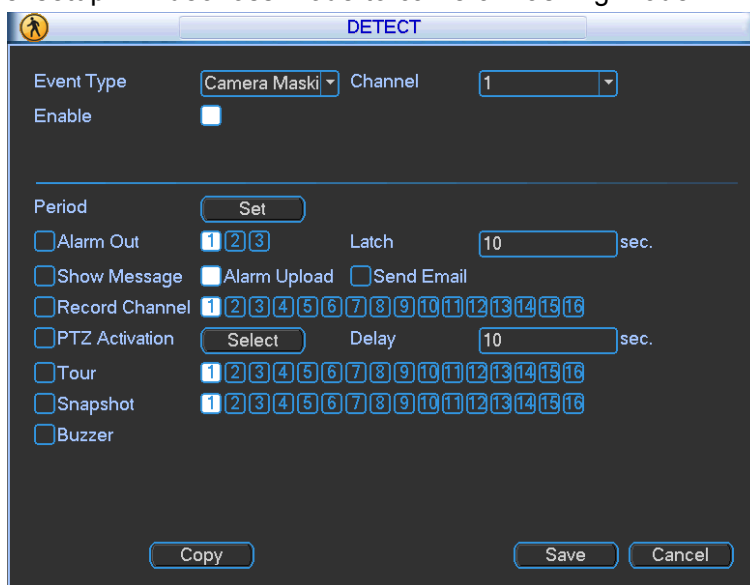 DETECT
Event Type Camera Maski Channel 1
Enable
Period Set
Alarm Out 1 2 3 Latch 10 sec.
Show Message Alarm Upload Send Email
Record Channel 1 2 3 4 5 6 7 8 9 10 11 12 13 14 15 16
PTZ Activation Select Delay 10 sec.
Tour 1 2 3 4 5 6 7 8 9 10 11 12 13 14 15 16
Snapshot 1 2 3 4 5 6 7 8 9 10 11 12 13 14 15 16
Buzzer
Copy Save Cancel